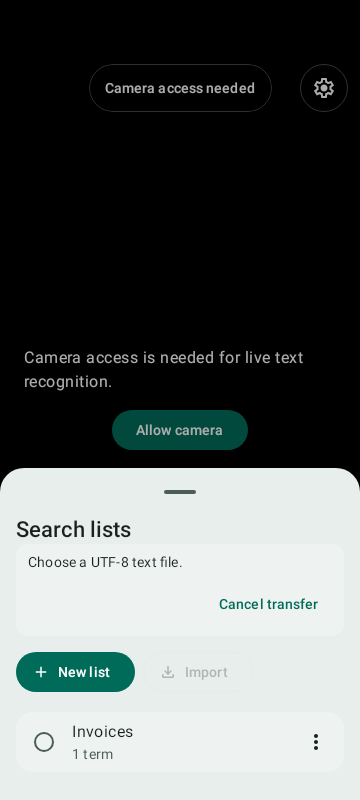 Camera access needed
Camera access is needed for live text
recognition.
Allow camera
Search lists
Choose a UTF-8 text file.
Cancel transfer
New list
Import
Invoices
1 term